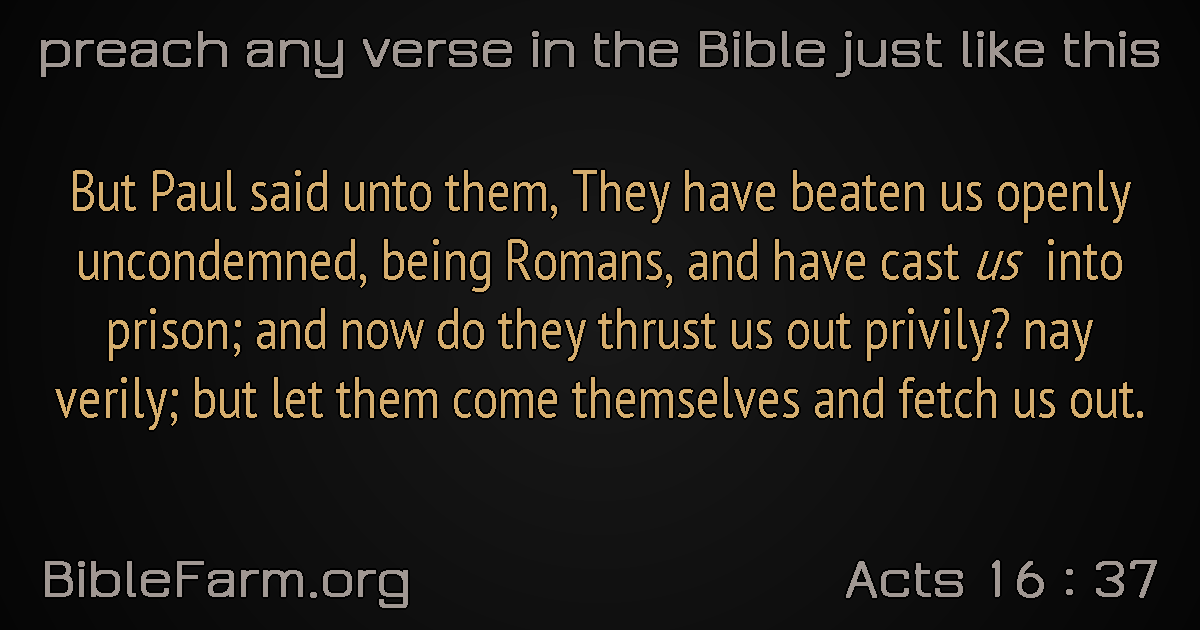 preach any verse in the Bible just like this
But Paul said unto them, They have beaten us openly
uncondemned, being Romans, and have cast us into
prison; and now do they thrust us out privily? nay
verily; but let them come themselves and fetch us out.
BibleFarm.org
Acts 16 : 37